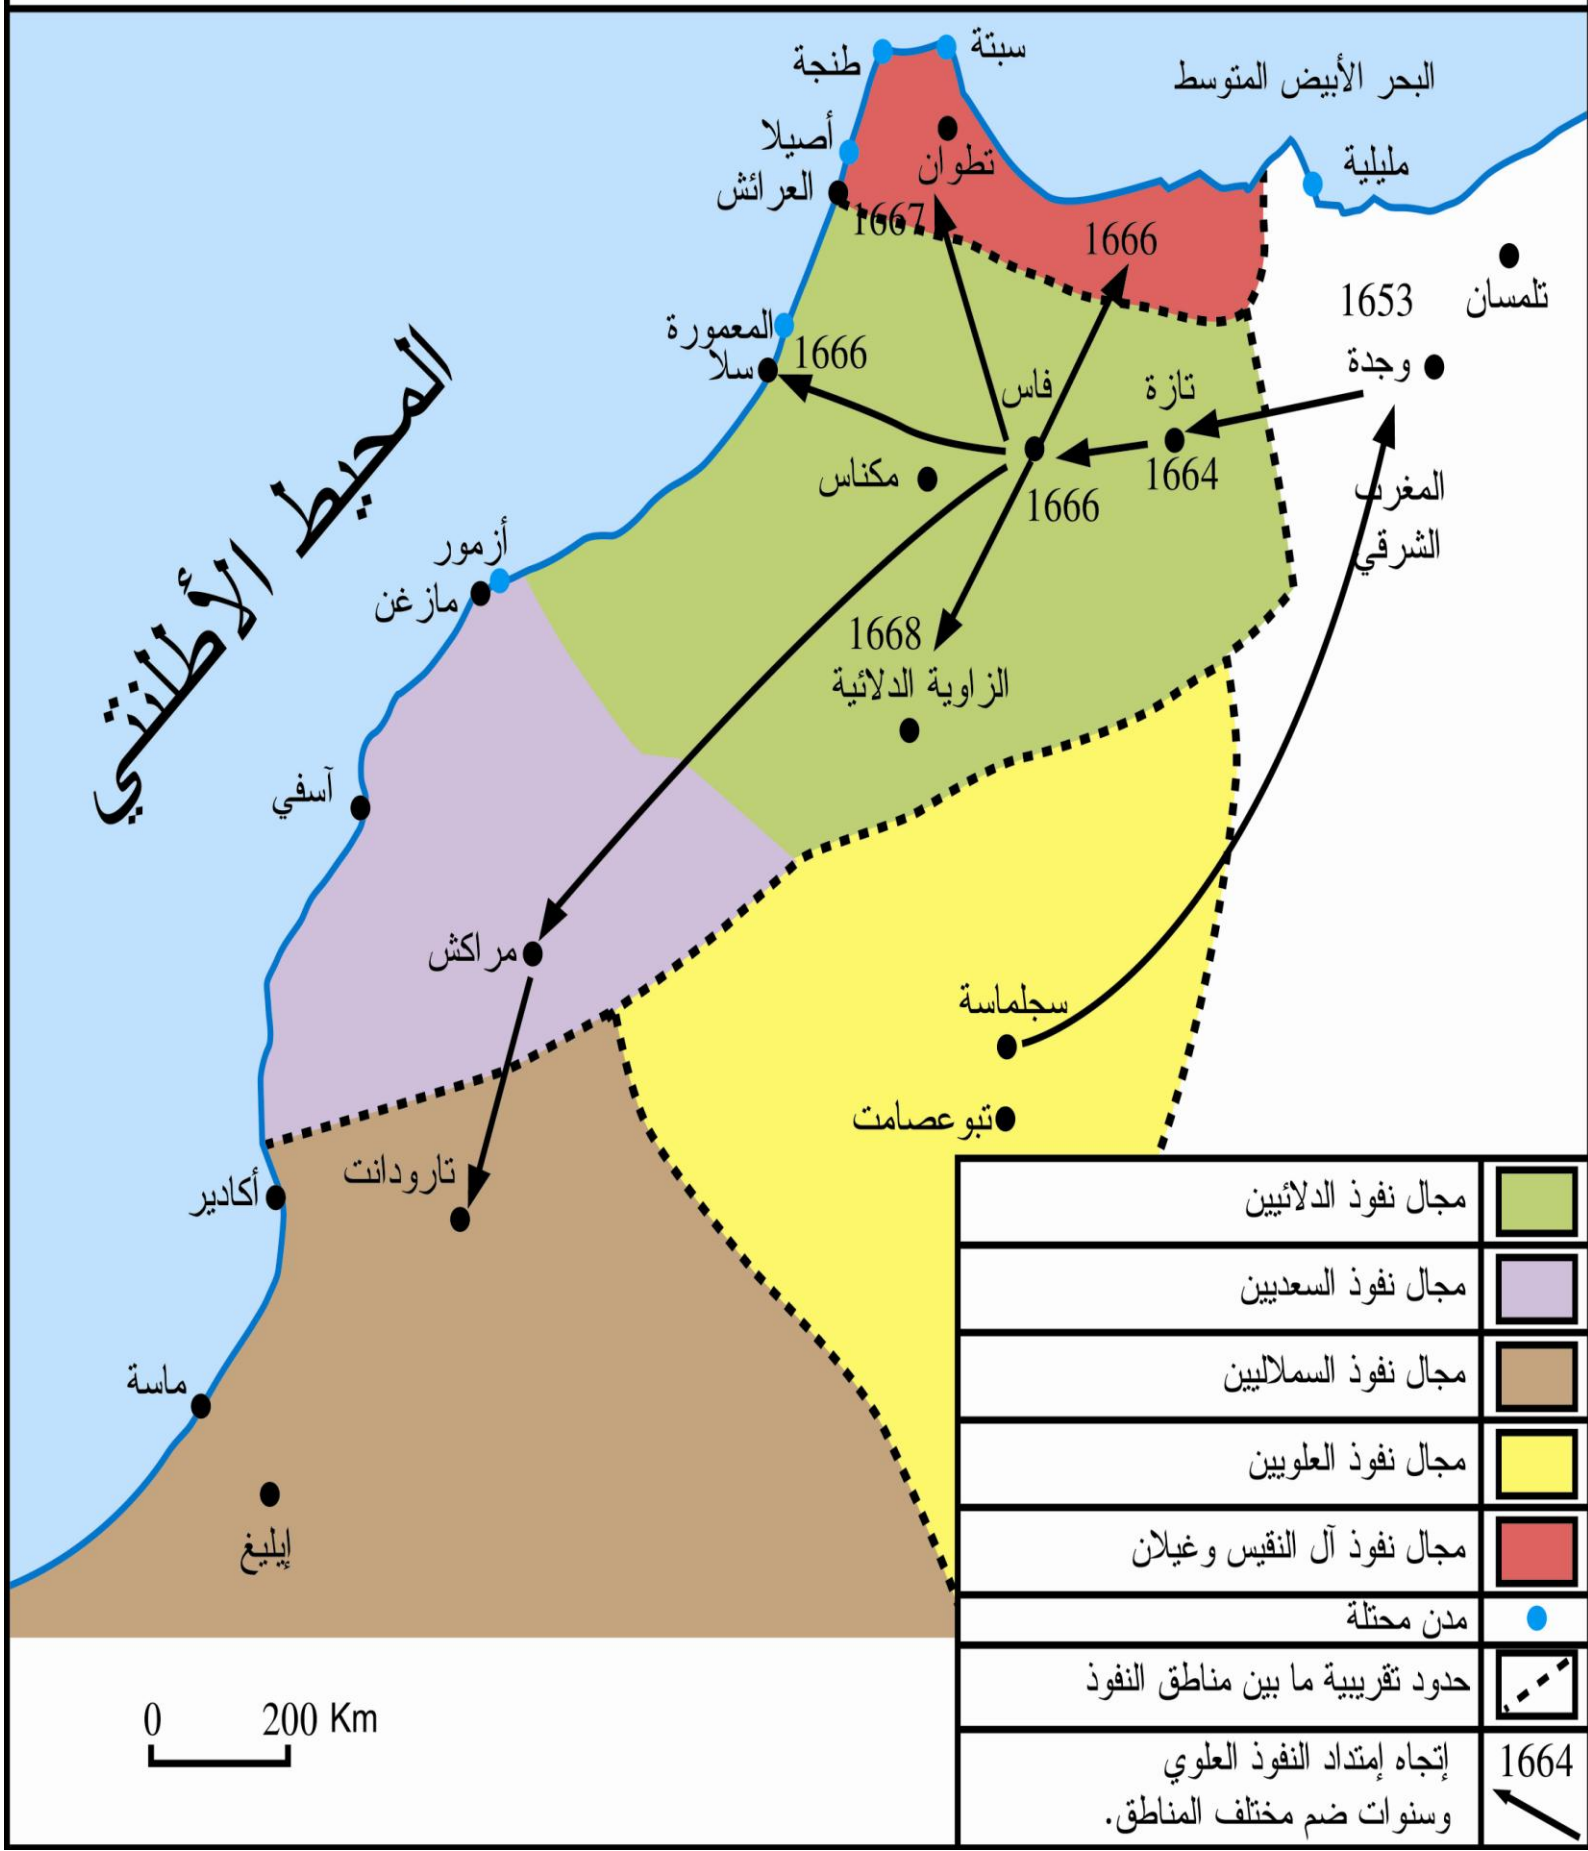 سبتة
طنجة
البحر الأبيض المتوسط
أصيلا
تطوان
مليلية
العرائش
1667
1666
تلمسان
1653
المعمورة
سلا
1666
وجدة
فاس
تازة
مكناس
1664
1666
المغرب
الشرقي
المحيط الأطلنتي
أزمور
مازغن
1668
الزاوية الدلائية
آسفي
مراكش
سجلماسة
تبوعصامت
تارودانت
أكادير
ماسة
إيليغ
مجال نفوذ الدلائيين
مجال نفوذ السعديين
مجال نفوذ السملاليين
مجال نفوذ العلويين
مجال نفوذ آل النقيس وغيلان
مدن محتلة
حدود تقريبية ما بين مناطق النفوذ
1664
إتجاه إمتداد النفوذ العلوي
وسنوات ضم مختلف المناطق.
0 200 Km